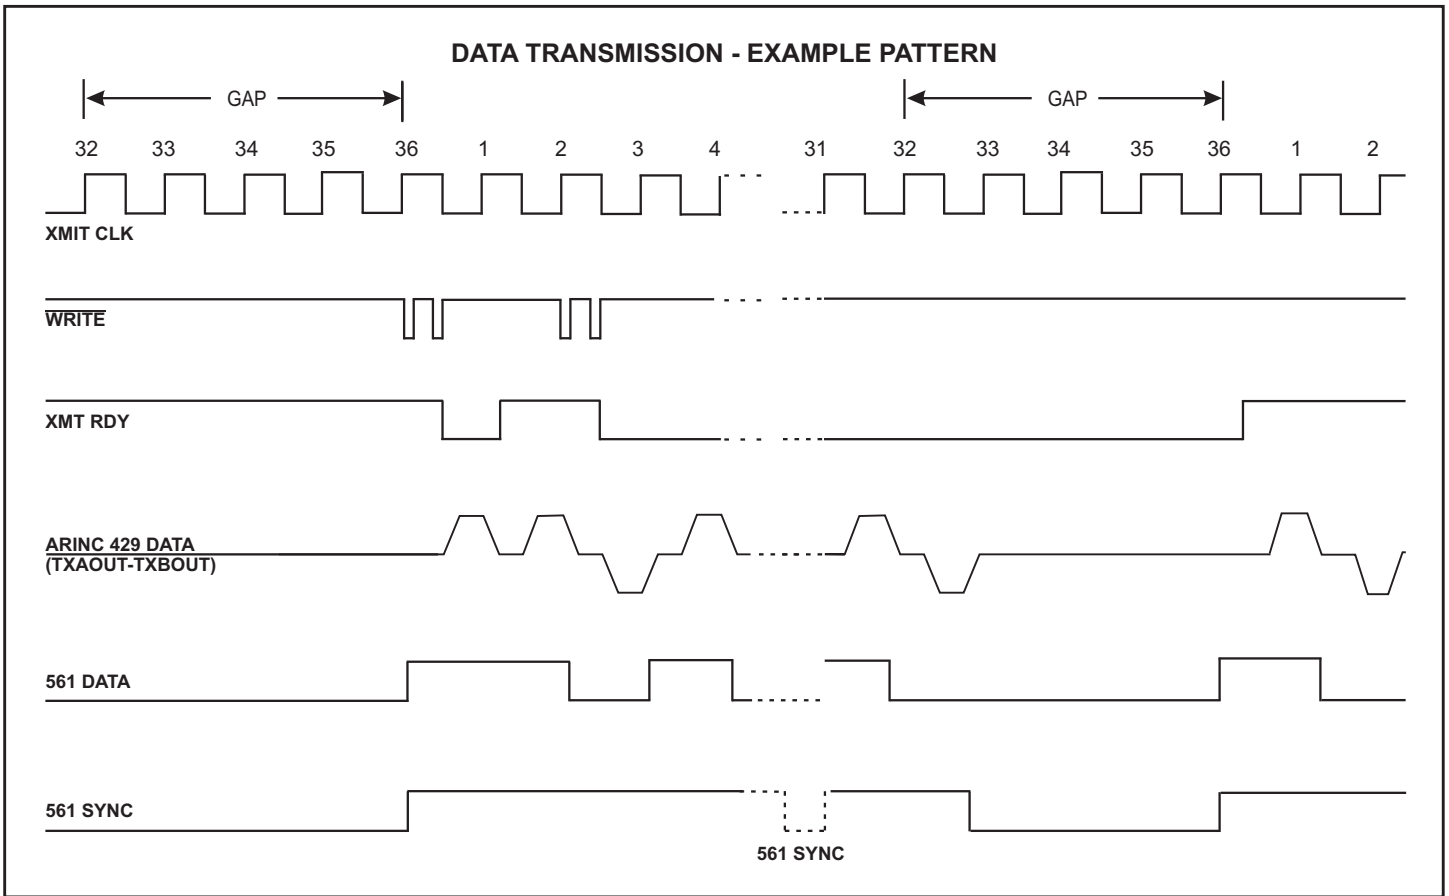 DATA TRANSMISSION - EXAMPLE PATTERN
GAP GAP
32 33 34 35 36 1 2 3 4 31 32 33 34 35 36 1 2
XMIT CLK
WRITE
XMT RDY
ARINC 429 DATA
(TXAOUT-TXBOUT)
561 DATA
561 SYNC
561 SYNC